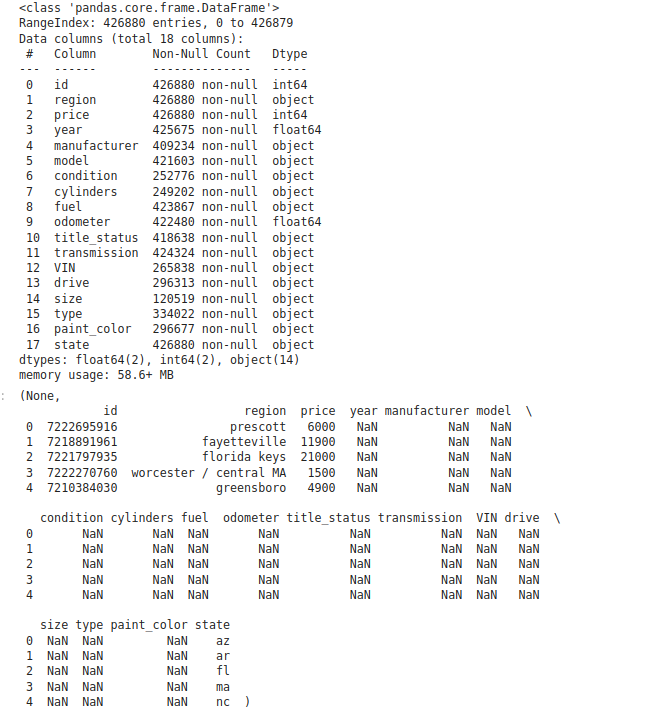 <class 'pandas.core.frame.DataFrame'>
RangeIndex: 426880 entries, 0 to 426879
Data columns (total 18 columns):
 #   Column        Non-Null Count   Dtype
---  ------        --------------   -----
 0   id            426880 non-null  int64
 1   region        426880 non-null  object
 2   price         426880 non-null  int64
 3   year          425675 non-null  float64
 4   manufacturer  409234 non-null  object
 5   model         421603 non-null  object
 6   condition     252776 non-null  object
 7   cylinders     249202 non-null  object
 8   fuel          423867 non-null  object
 9   odometer      422480 non-null  float64
 10  title_status  418638 non-null  object
 11  transmission  424324 non-null  object
 12  VIN           265838 non-null  object
 13  drive         296313 non-null  object
 14  size          120519 non-null  object
 15  type          334022 non-null  object
 16  paint_color   296677 non-null  object
 17  state         426880 non-null  object
dtypes: float64(2), int64(2), object(14)
memory usage: 58.6+ MB
: (None,
            id                  region  price  year manufacturer model  \
 0  7222695916                prescott   6000   NaN          NaN   NaN
 1  7218891961            fayetteville  11900   NaN          NaN   NaN
 2  7221797935            florida keys  21000   NaN          NaN   NaN
 3  7222270760  worcester / central MA   1500   NaN          NaN   NaN
 4  7210384030              greensboro   4900   NaN          NaN   NaN
   condition cylinders fuel  odometer title_status transmission  VIN drive  \
 0       NaN       NaN  NaN       NaN          NaN          NaN  NaN   NaN
 1       NaN       NaN  NaN       NaN          NaN          NaN  NaN   NaN
 2       NaN       NaN  NaN       NaN          NaN          NaN  NaN   NaN
 3       NaN       NaN  NaN       NaN          NaN          NaN  NaN   NaN
 4       NaN       NaN  NaN       NaN          NaN          NaN  NaN   NaN
   size type paint_color state
 0  NaN  NaN         NaN    az
 1  NaN  NaN         NaN    ar
 2  NaN  NaN         NaN    fl
 3  NaN  NaN         NaN    ma
 4  NaN  NaN         NaN    nc  )